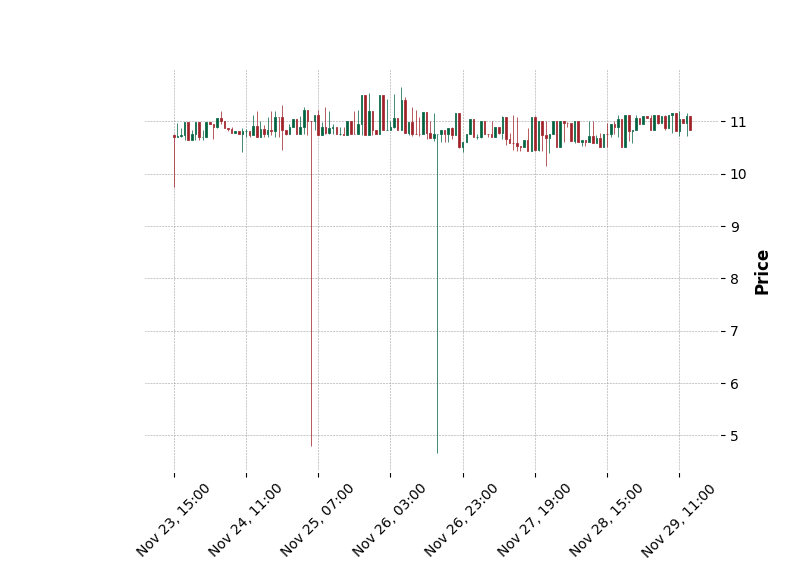 11
10
9
8
7
6
5
Price
Nov 23, 15:00
Nov 24, 11:00
Nov 25, 07:00
Nov 26, 03:00
Nov 26, 23:00
Nov 27, 19:00
Nov 28, 15:00
Nov 29, 11:00